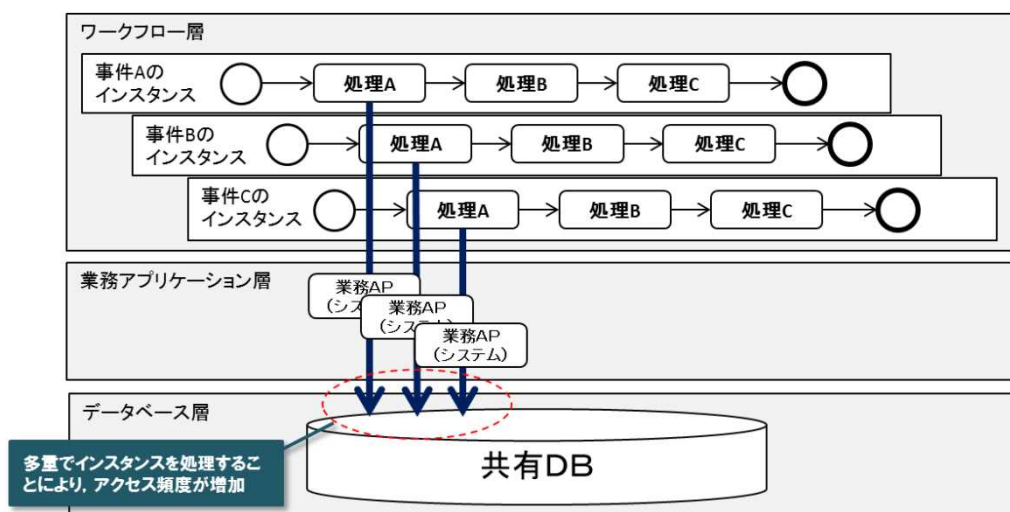 ワークフロー層
事件Aの
インスタンス
処理A
処理B
処理C
事件Bの
インスタンス
処理A
処理B
処理C
事件Cの
インスタンス
処理A
処理B
処理C
業務アプリケーション層
業務AP
(シス
業務AP
(システム)
業務AP
(システム)
データベース層
多重でインスタンスを処理するこ
とにより，アクセス頻度が増加
共有DB